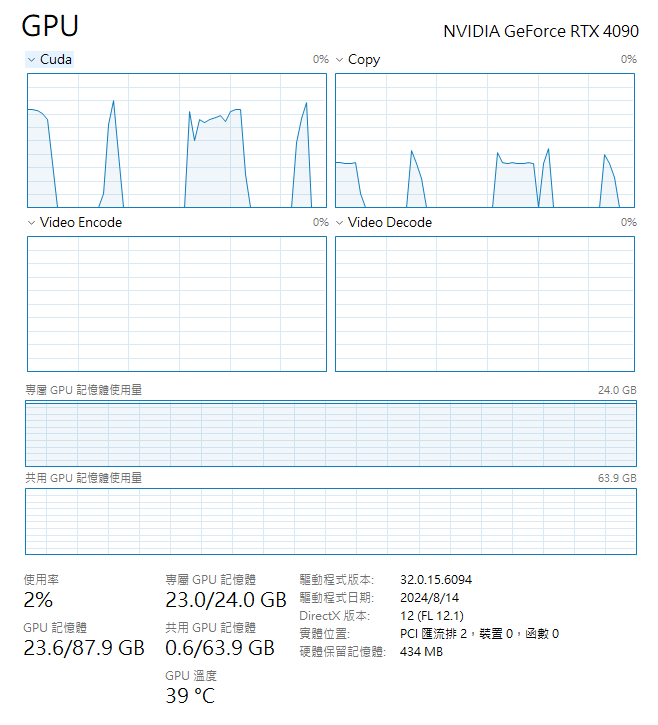 GPU
NVIDIA GeForce RTX 4090
Cuda 0%
Copy 0%
Video Encode 0%
Video Decode 0%
專屬 GPU 記憶體使用量 24.0 GB
共用 GPU 記憶體使用量 63.9 GB
使用率
2%
GPU 記憶體
23.6/87.9 GB
專屬 GPU 記憶體
23.0/24.0 GB
共用 GPU 記憶體
0.6/63.9 GB
GPU 溫度
39 °C
驅動程式版本: 32.0.15.6094
驅動程式日期: 2024/8/14
DirectX 版本: 12 (FL 12.1)
實體位置: PCI 匯流排 2，裝置 0，函數 0
硬體保留記憶體: 434 MB